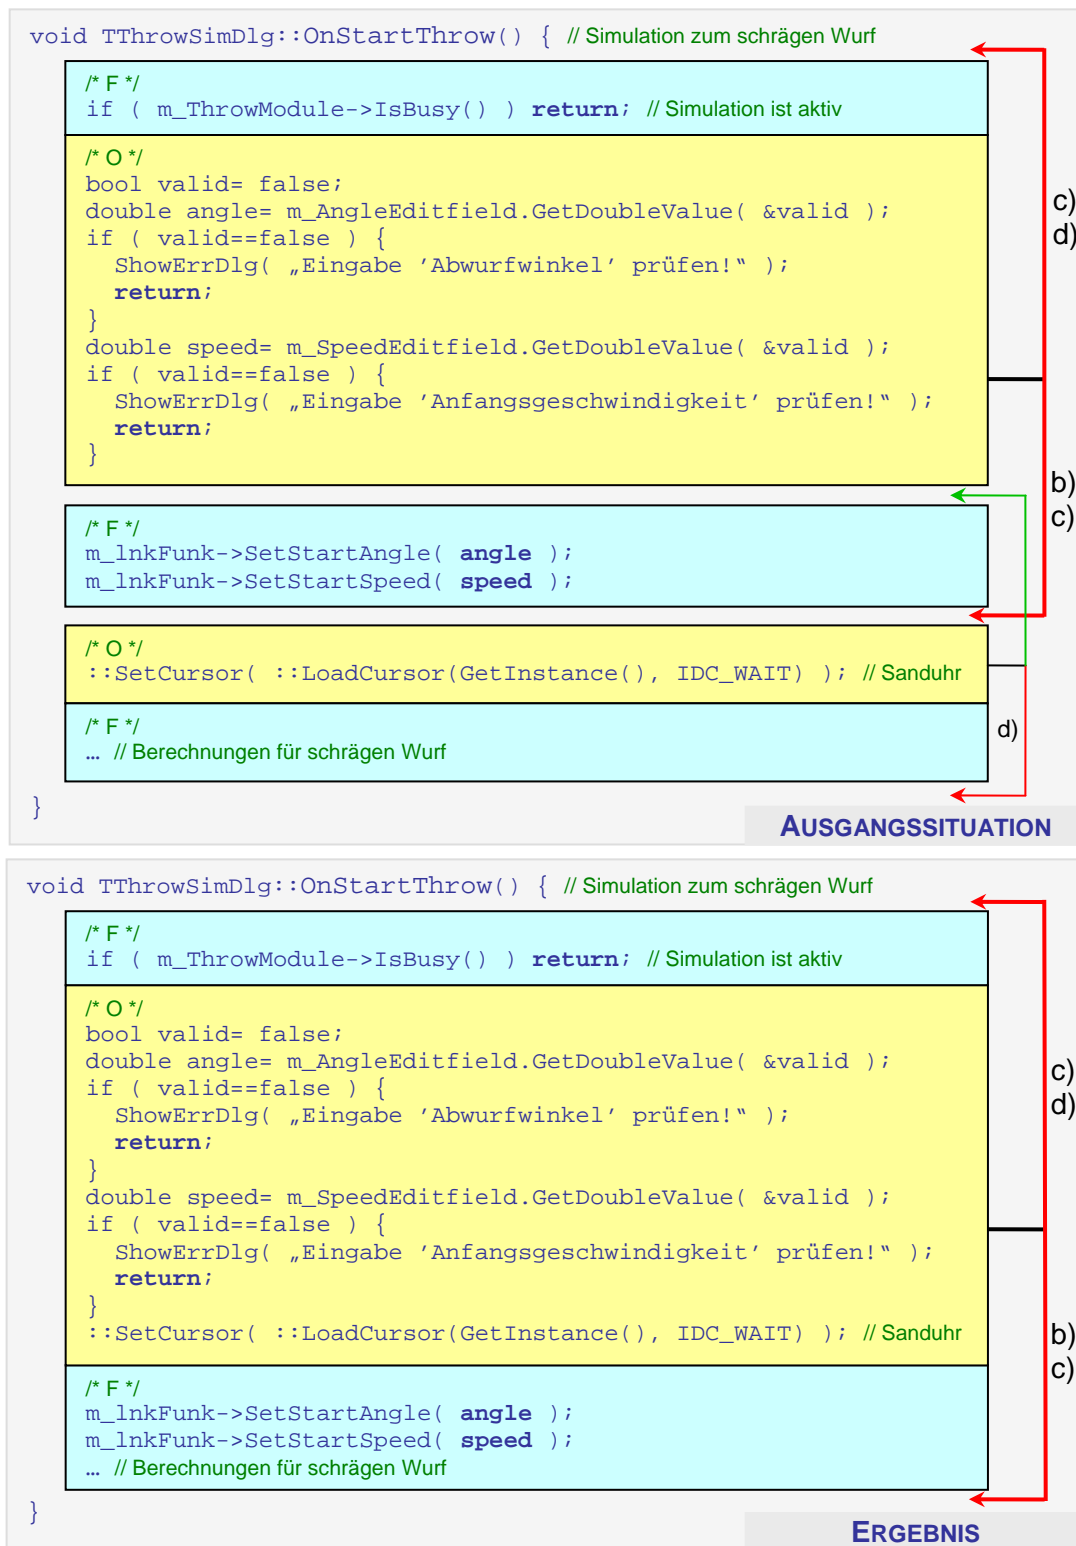 void TThrowSimDlg::OnStartThrow() { // Simulation zum schrägen Wurf
/* F */
if ( m_ThrowModule->IsBusy() ) return; // Simulation ist aktiv
/* O */
bool valid= false;
double angle= m_AngleEditfield.GetDoubleValue( &valid );
if ( valid==false ) {
ShowErrDlg( „Eingabe ’Abwurfwinkel’ prüfen!“ );
return;
}
double speed= m_SpeedEditfield.GetDoubleValue( &valid );
if ( valid==false ) {
ShowErrDlg( „Eingabe ’Anfangsgeschwindigkeit’ prüfen!“ );
return;
}
c)
d)
b)
c)
/* F */
m_lnkFunk->SetStartAngle( angle );
m_lnkFunk->SetStartSpeed( speed );
/* O */
::SetCursor( ::LoadCursor(GetInstance(), IDC_WAIT) ); // Sanduhr
/* F */
… // Berechnungen für schrägen Wurf
d)
}
AUSGANGSSITUATION
void TThrowSimDlg::OnStartThrow() { // Simulation zum schrägen Wurf
/* F */
if ( m_ThrowModule->IsBusy() ) return; // Simulation ist aktiv
/* O */
bool valid= false;
double angle= m_AngleEditfield.GetDoubleValue( &valid );
if ( valid==false ) {
ShowErrDlg( „Eingabe ’Abwurfwinkel’ prüfen!“ );
return;
}
double speed= m_SpeedEditfield.GetDoubleValue( &valid );
if ( valid==false ) {
ShowErrDlg( „Eingabe ’Anfangsgeschwindigkeit’ prüfen!“ );
return;
}
::SetCursor( ::LoadCursor(GetInstance(), IDC_WAIT) ); // Sanduhr
c)
d)
b)
c)
/* F */
m_lnkFunk->SetStartAngle( angle );
m_lnkFunk->SetStartSpeed( speed );
… // Berechnungen für schrägen Wurf
}
ERGEBNIS